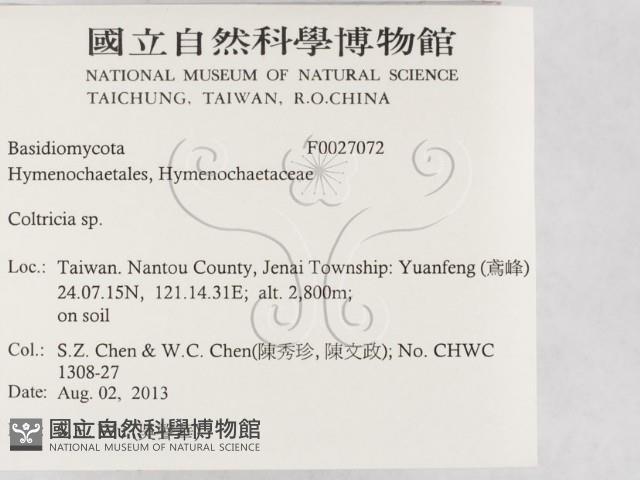 國立自然科學博物館
NATIONAL MUSEUM OF NATURAL SCIENCE
TAICHUNG, TAIWAN, R.O.CHINA
Basidiomycota F0027072
Hymenochaetales, Hymenochaetaceae
Coltricia sp.
Loc.: Taiwan. Nantou County, Jenai Township: Yuanfeng (鳶峰)
24.07.15N, 121.14.31E; alt. 2,800m;
on soil
Col.: S.Z. Chen & W.C. Chen(陳秀珍, 陳文政); No. CHWC
1308-27
Date: Aug. 02, 2013
國立自然科學博物館
NATIONAL MUSEUM OF NATURAL SCIENCE